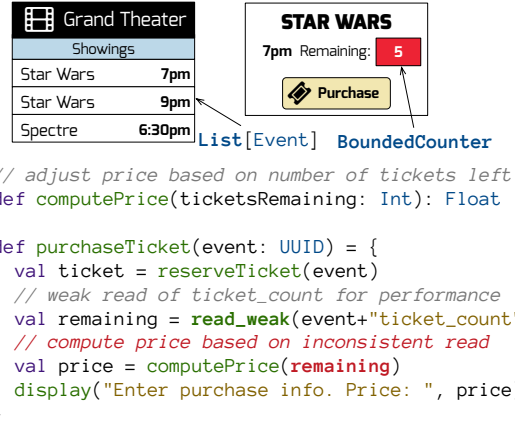 Grand Theater
Showings
Star Wars 7pm
Star Wars 9pm
Spectre 6:30pm
STAR WARS
7pm Remaining: 5
Purchase
List[Event] BoundedCounter
// adjust price based on number of tickets left
def computePrice(ticketsRemaining: Int): Float
def purchaseTicket(event: UUID) = {
val ticket = reserveTicket(event)
// weak read of ticket_count for performance
val remaining = read_weak(event+"ticket_count"
// compute price based on inconsistent read
val price = computePrice(remaining)
display("Enter purchase info. Price: ", price